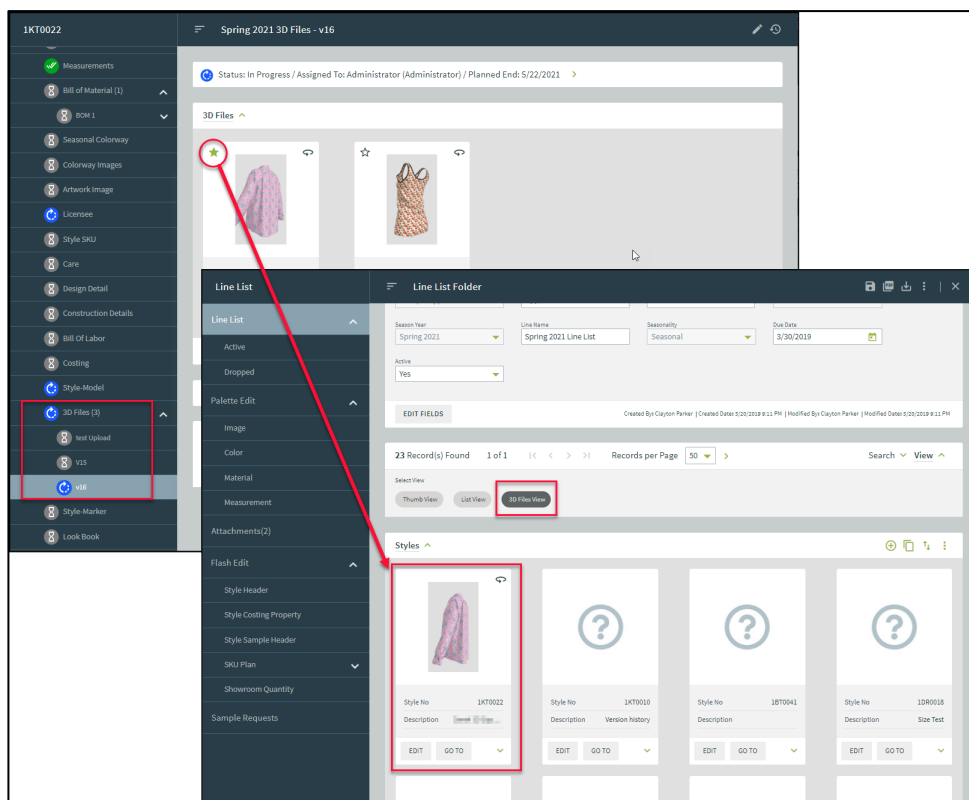 1KT0022
Spring 2021 3D Files - v16
Measurements
Bill of Material (1)
BOM 1
Seasonal Colorway
Colorway Images
Artwork Image
Licensee
Style SKU
Care
Design Detail
Construction Details
Bill Of Labor
Costing
Style-Model
3D Files (3)
test Upload
V15
v16
Style-Marker
Look Book
Status: In Progress / Assigned To: Administrator (Administrator) / Planned End: 5/22/2021
3D Files
Line List
Line List Folder
Line List
Active
Dropped
Palette Edit
Image
Color
Material
Measurement
Attachments(2)
Flash Edit
Style Header
Style Costing Property
Style Sample Header
SKU Plan
Showroom Quantity
Sample Requests
Season Year
Line Name
Seasonality
Due Date
Spring 2021
Spring 2021 Line List
Seasonal
3/30/2019
Active
Yes
EDIT FIELDS
Created By: Clayton Parker | Created Date: 5/20/2019 9:11 PM | Modified By: Clayton Parker | Modified Date: 5/20/2019 9:11 PM
23 Record(s) Found 1 of 1 Records per Page 50 Search View
Select View
Thumb View List View 3D Files View
Styles
Style No 1KT0022 Style No 1KT0010 Style No 1BT0041 Style No 1DR0018
Description Description Version history Description Description Size Test
EDIT GO TO EDIT GO TO EDIT GO TO EDIT GO TO